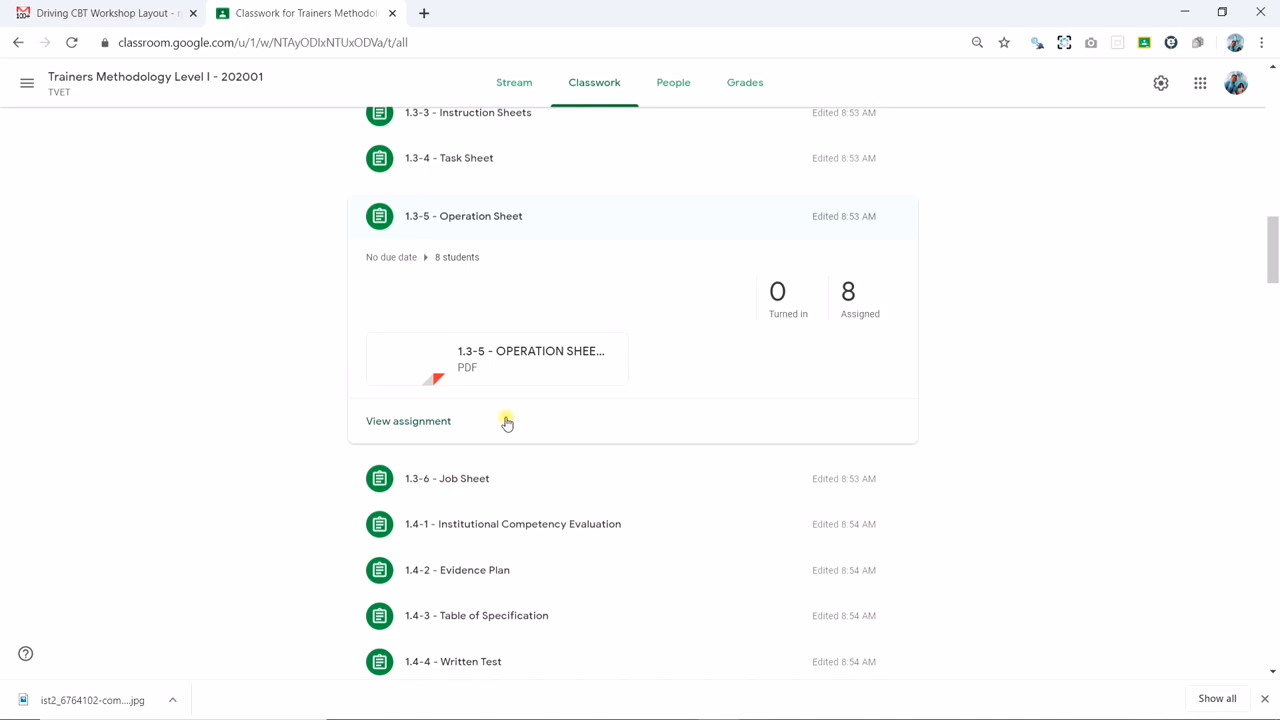 Driving CBT Workshop Layout - r
Classwork for Trainers Methodolo
classroom.google.com/u/1/w/NTAyODIxNTUxODVa/t/all
Trainers Methodology Level I - 202001
TVET
Stream
Classwork
People
Grades
1.3-3 - Instruction Sheets
Edited 8:53 AM
1.3-4 - Task Sheet
Edited 8:53 AM
1.3-5 - Operation Sheet
Edited 8:53 AM
No due date
8 students
0
8
Turned in
Assigned
1.3-5 - OPERATION SHEE...
PDF
View assignment
1.3-6 - Job Sheet
Edited 8:53 AM
1.4-1 - Institutional Competency Evaluation
Edited 8:54 AM
1.4-2 - Evidence Plan
Edited 8:54 AM
1.4-3 - Table of Specification
Edited 8:54 AM
1.4-4 - Written Test
Edited 8:54 AM
ist2_6764102-com....jpg
Show all